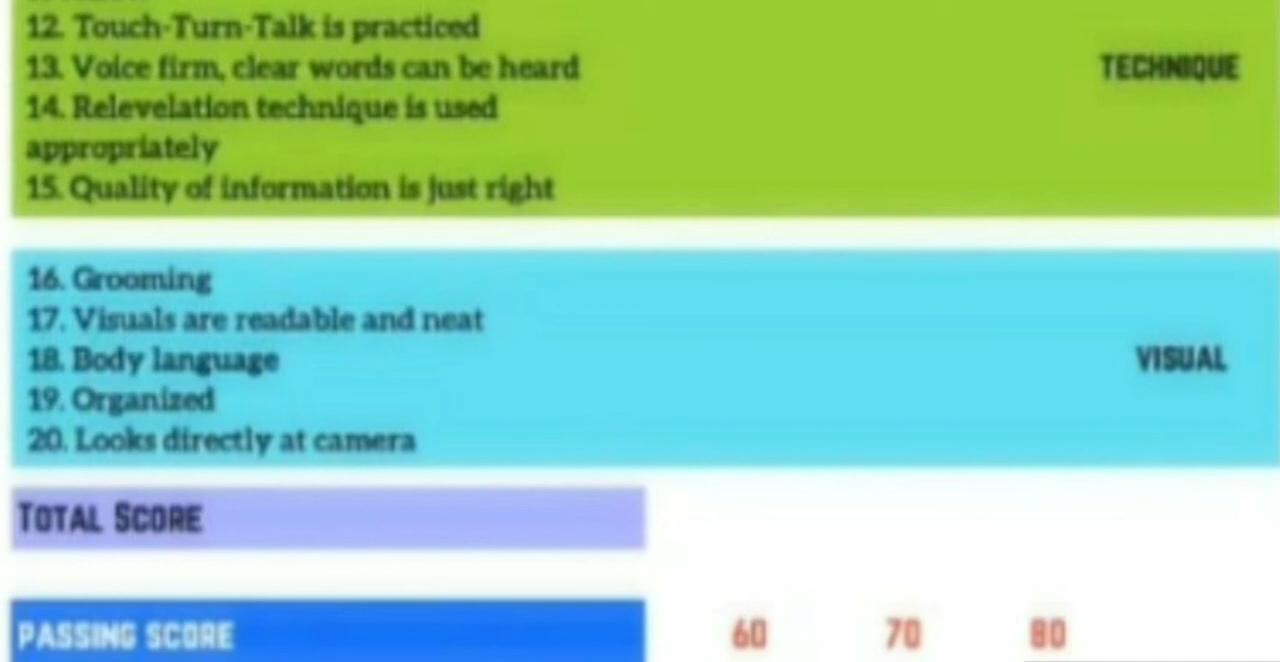 12. Touch-Turn-Talk is practiced
13. Voice firm, clear words can be heard
TECHNIQUE
14. Relevelation technique is used
appropriately
15. Quality of information is just right
16. Grooming
17. Visuals are readable and neat
18. Body language
VISUAL
19. Organized
20. Looks directly at camera
TOTAL SCORE
PASSING SCORE 60 70 80